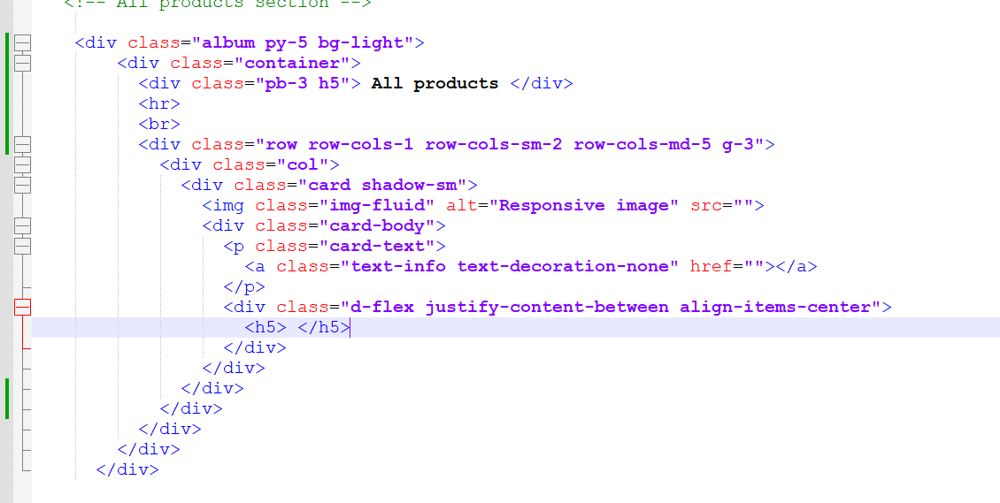 <!-- All products section -->
<div class="album py-5 bg-light">
<div class="container">
<div class="pb-3 h5"> All products </div>
<hr>
<br>
<div class="row row-cols-1 row-cols-sm-2 row-cols-md-5 g-3">
<div class="col">
<div class="card shadow-sm">
<img class="img-fluid" alt="Responsive image" src="">
<div class="card-body">
<p class="card-text">
<a class="text-info text-decoration-none" href=""></a>
</p>
<div class="d-flex justify-content-between align-items-center">
<h5> </h5>
</div>
</div>
</div>
</div>
</div>
</div>
</div>